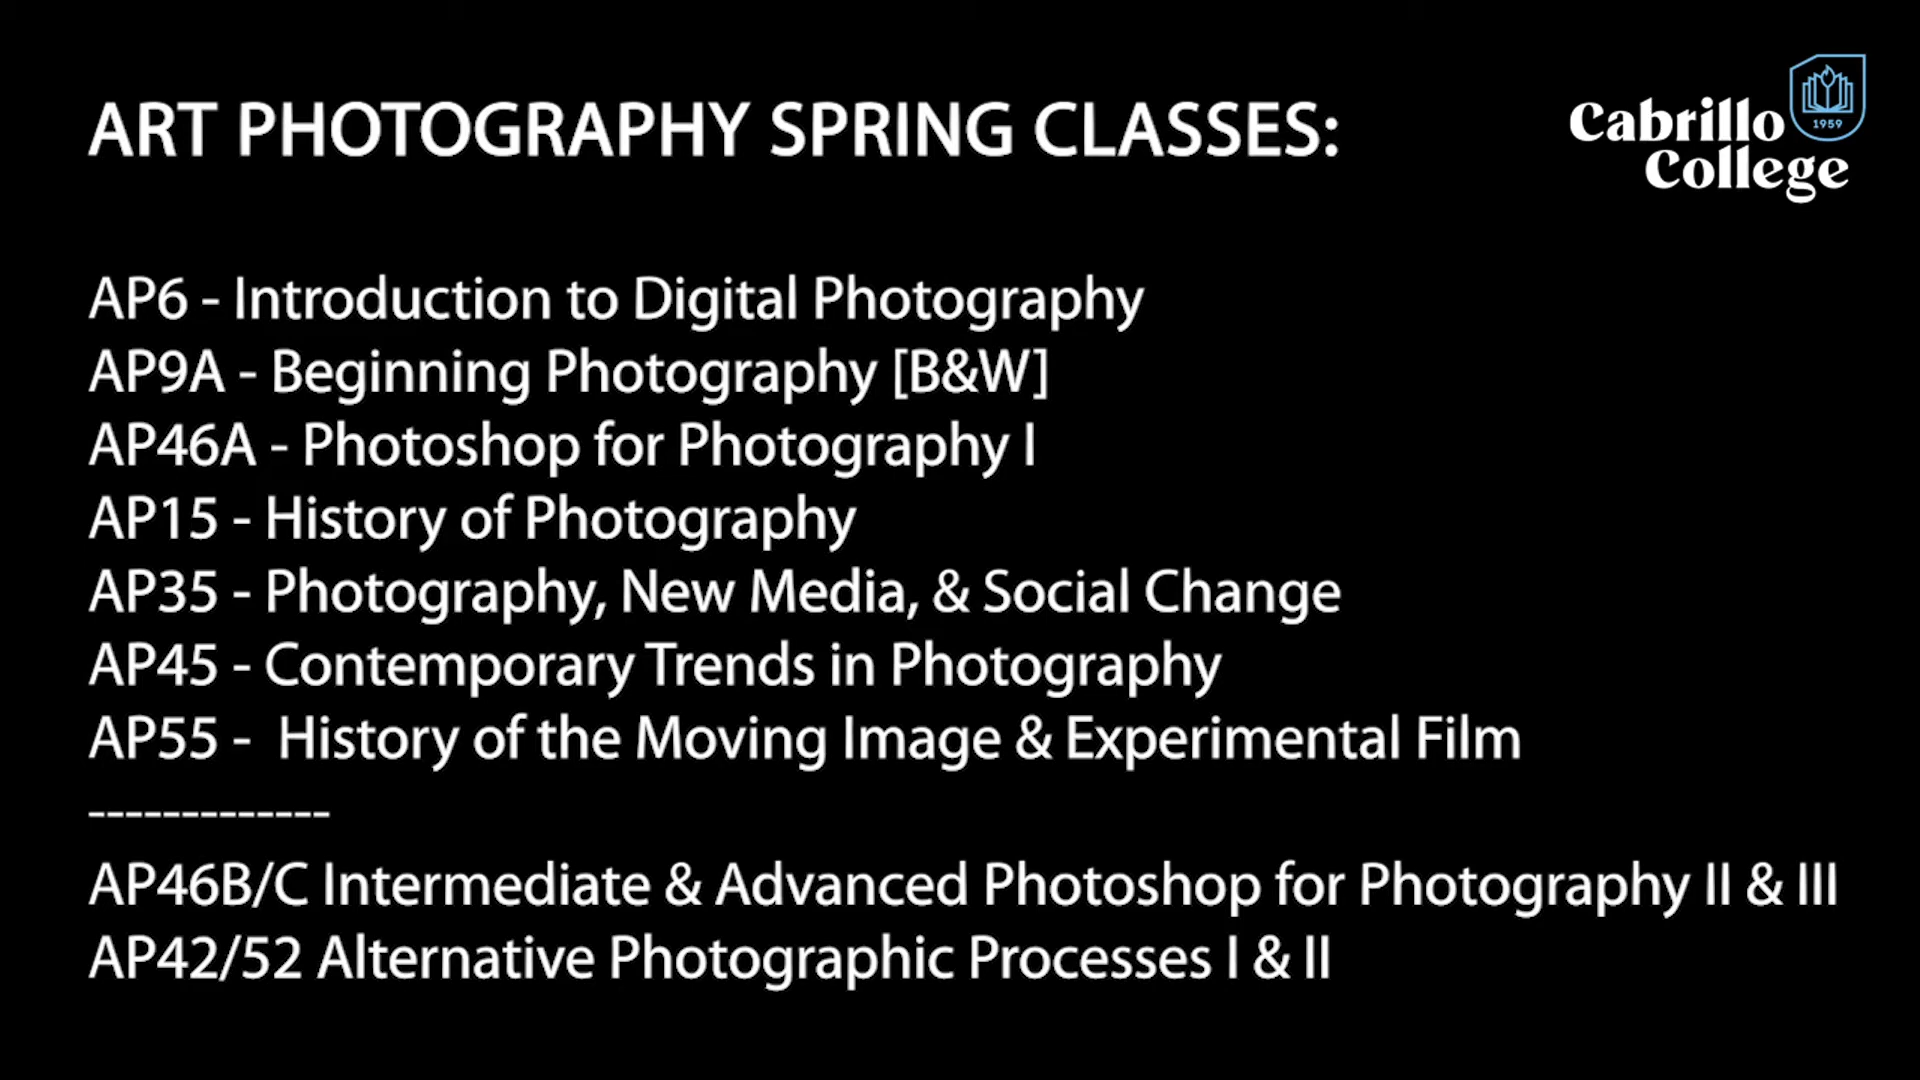 ART PHOTOGRAPHY SPRING CLASSES:
Cabrillo
College
1959
AP6 - Introduction to Digital Photography
AP9A - Beginning Photography [B&W]
AP46A - Photoshop for Photography I
AP15 - History of Photography
AP35 - Photography, New Media, & Social Change
AP45 - Contemporary Trends in Photography
AP55 -  History of the Moving Image & Experimental Film
-------------
AP46B/C Intermediate & Advanced Photoshop for Photography II & III
AP42/52 Alternative Photographic Processes I & II